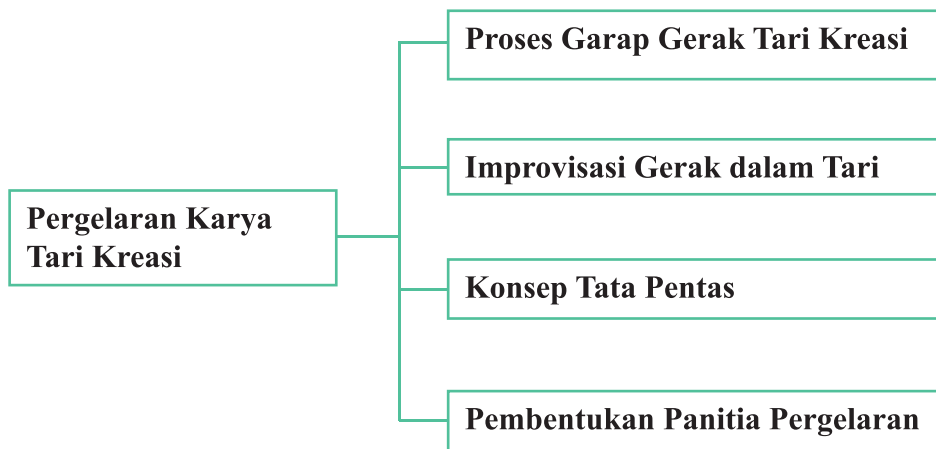 Proses Garap Gerak Tari Kreasi
Improvisasi Gerak dalam Tari
Pergelaran Karya
Tari Kreasi
Konsep Tata Pentas
Pembentukan Panitia Pergelaran